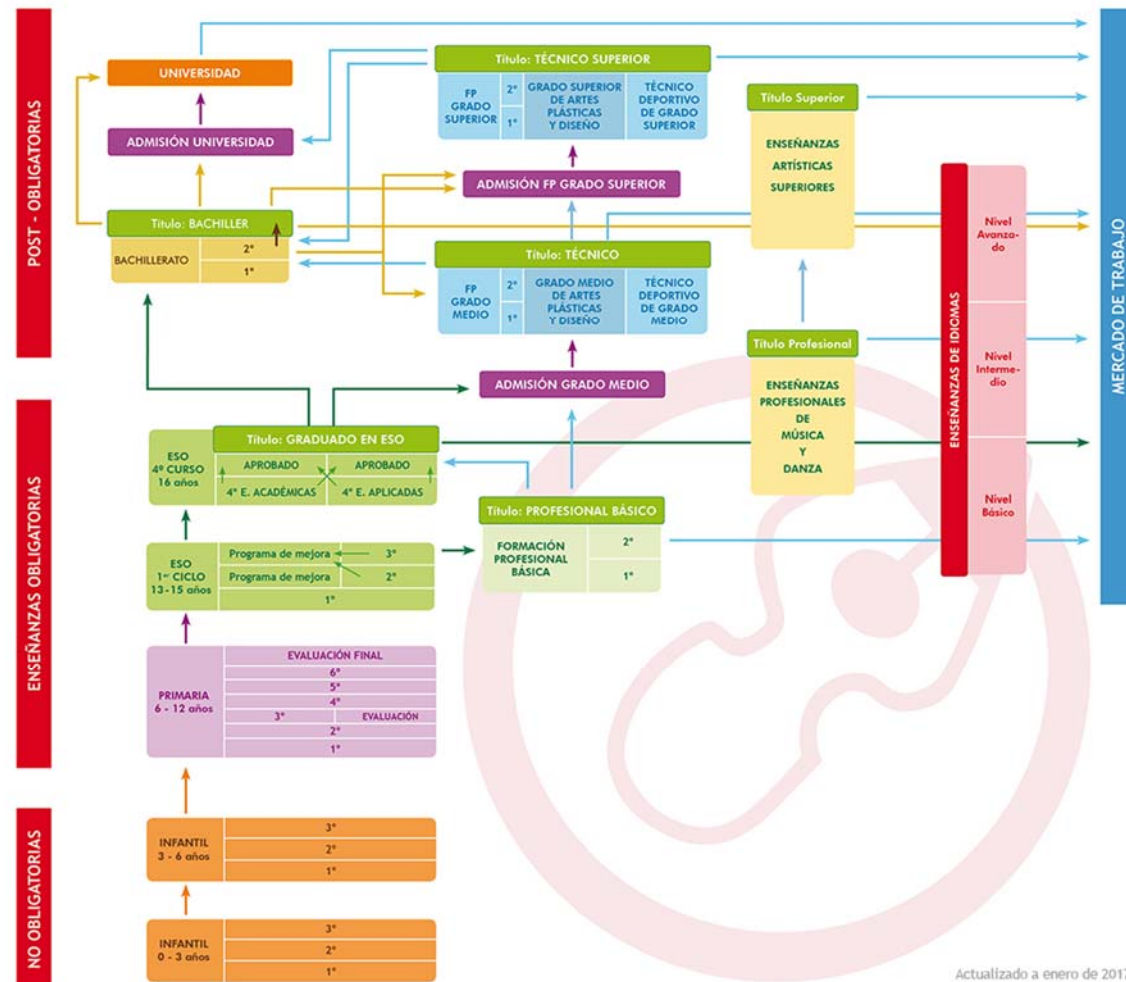 POST - OBLIGATORIAS
UNIVERSIDAD
ADMISIÓN UNIVERSIDAD
Título: BACHILLER
BACHILLERATO
2º
1º
Título: TÉCNICO SUPERIOR
FP
GRADO
SUPERIOR
2º
1º
GRADO SUPERIOR
DE ARTES
PLÁSTICAS
Y DISEÑO
TÉCNICO
DEPORTIVO
DE GRADO
SUPERIOR
ADMISIÓN FP GRADO SUPERIOR
Título: TÉCNICO
FP
GRADO
MEDIO
2º
1º
GRADO MEDIO
DE ARTES
PLÁSTICAS
Y DISEÑO
TÉCNICO
DEPORTIVO
DE GRADO
MEDIO
ADMISIÓN GRADO MEDIO
Título Superior
ENSEÑANZAS
ARTÍSTICAS
SUPERIORES
Título Profesional
ENSEÑANZAS
PROFESIONALES
DE
MÚSICA
Y
DANZA
ENSEÑANZAS DE IDIOMAS
Nivel
Avanza-
do
Nivel
Interme-
dio
Nivel
Básico
MERCADO DE TRABAJO
ENSEÑANZAS OBLIGATORIAS
ESO
4º CURSO
16 años
Título: GRADUADO EN ESO
APROBADO
APROBADO
4º E. ACADÉMICAS
4º E. APLICADAS
ESO
1er CICLO
13-15 años
Programa de mejora
3º
Programa de mejora
2º
1º
Título: PROFESIONAL BÁSICO
FORMACIÓN
PROFESIONAL
BÁSICA
2º
1º
PRIMARIA
6 - 12 años
EVALUACIÓN FINAL
6º
5º
4º
3º
EVALUACIÓN
2º
1º
NO OBLIGATORIAS
INFANTIL
3 - 6 años
3º
2º
1º
INFANTIL
0 - 3 años
3º
2º
1º
Actualizado a enero de 2017